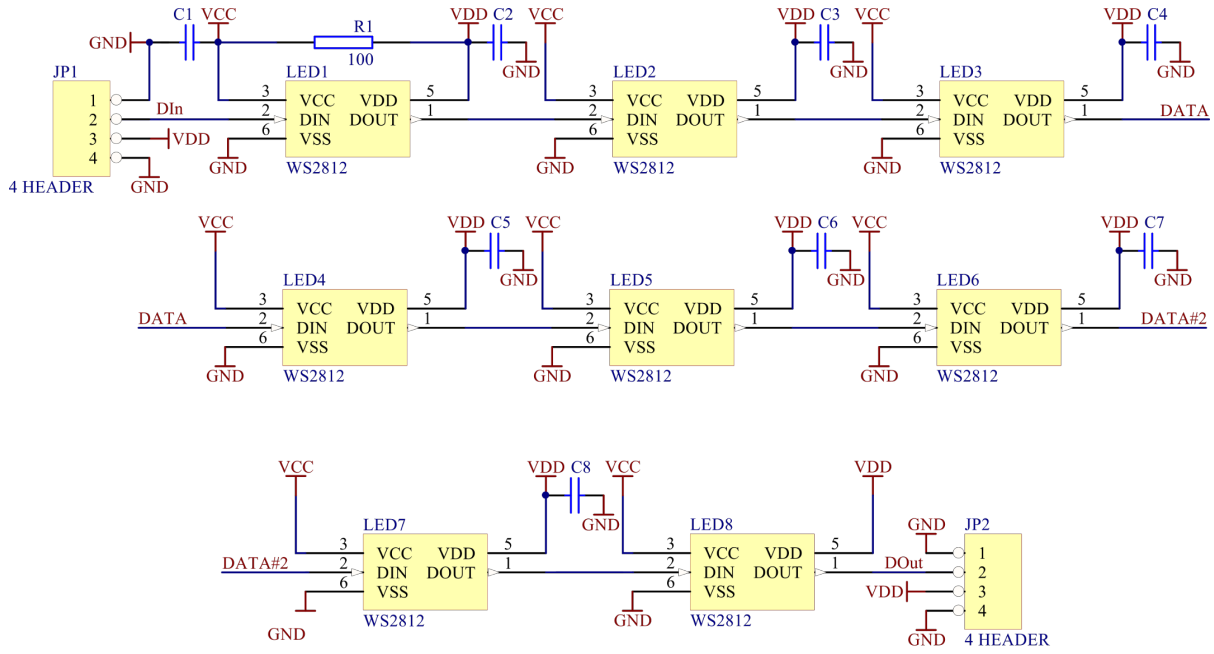 C1 VCC VDD C2 VCC VDD C3 VCC VDD C4
GND R1
100 GND GND GND
JP1 LED1 LED2 LED3
1 3 VCC VDD 5 3 VCC VDD 5 3 VCC VDD 5
2 DIn 2 DIN DOUT 1 2 DIN DOUT 1 2 DIN DOUT 1 DATA
3 VDD 6 VSS 6 VSS 6 VSS
4
GND GND WS2812 GND WS2812 GND WS2812
4 HEADER
VCC VDD C5 VCC VDD C6 VCC VDD C7
GND GND GND
LED4 LED5 LED6
3 VCC VDD 5 3 VCC VDD 5 3 VCC VDD 5
DATA 2 DIN DOUT 1 2 DIN DOUT 1 2 DIN DOUT 1 DATA#2
6 VSS 6 VSS 6 VSS
GND WS2812 GND WS2812 GND WS2812
VCC VDD C8 VCC VDD
LED7 GND LED8 GND JP2
3 VCC VDD 5 3 VCC VDD 5 1
DATA#2 2 DIN DOUT 1 2 DIN DOUT 1 DOut 2
6 VSS 6 VSS VDD 3
4
GND WS2812 GND WS2812 GND 4 HEADER